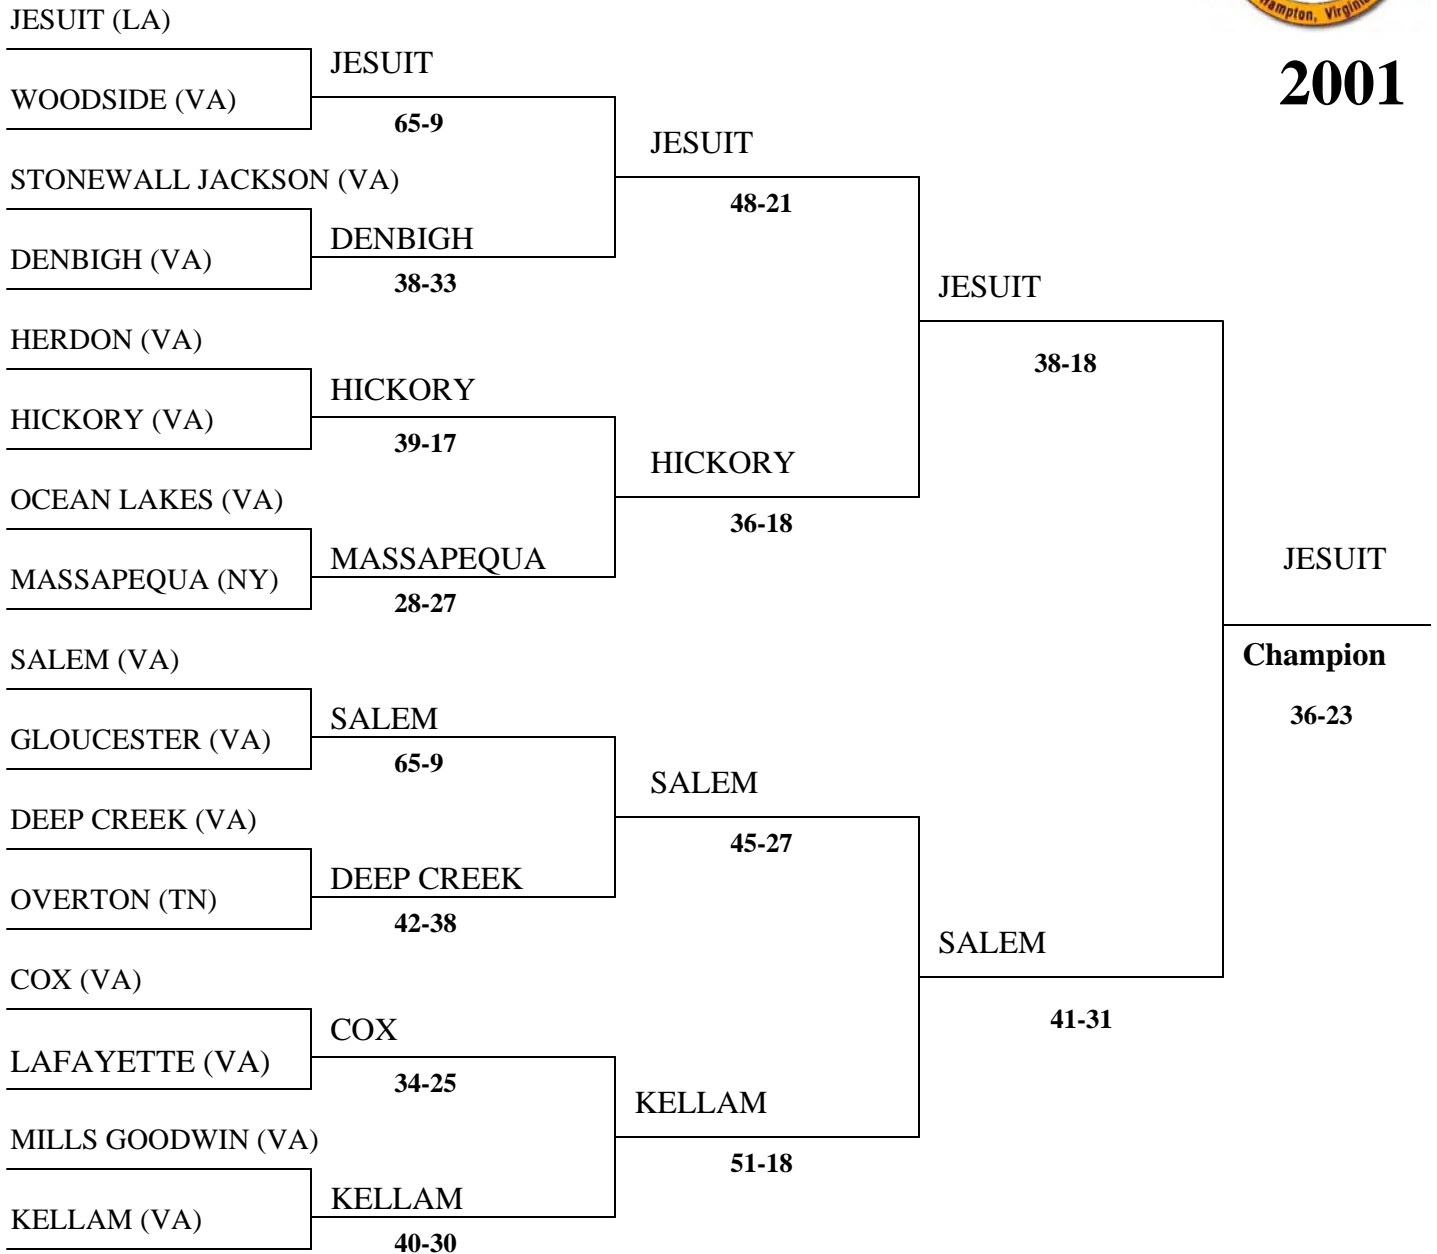 Hampton, Virginia
2001
JESUIT (LA)
JESUIT
WOODSIDE (VA)
65-9
JESUIT
STONEWALL JACKSON (VA)
48-21
DENBIGH
DENBIGH (VA)
38-33
JESUIT
HERDON (VA)
38-18
HICKORY
HICKORY (VA)
39-17
HICKORY
OCEAN LAKES (VA)
36-18
MASSAPEQUA
JESUIT
MASSAPEQUA (NY)
28-27
SALEM (VA)
Champion
SALEM
36-23
GLOUCESTER (VA)
65-9
SALEM
DEEP CREEK (VA)
45-27
DEEP CREEK
OVERTON (TN)
42-38
SALEM
COX (VA)
41-31
COX
LAFAYETTE (VA)
34-25
KELLAM
MILLS GOODWIN (VA)
51-18
KELLAM
KELLAM (VA)
40-30